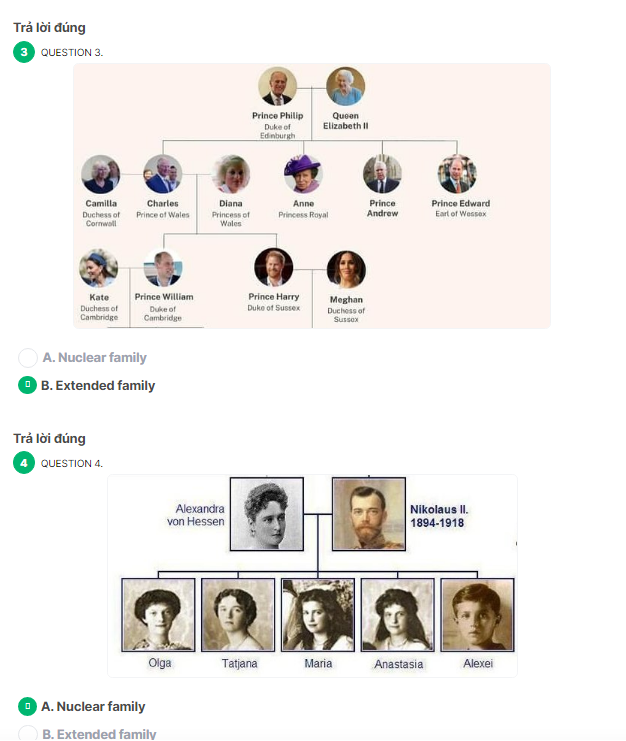 Trả lời đúng
3 QUESTION 3.
Prince Philip Queen
Duke of Elizabeth II
Edinburgh
Camilla Charles Diana Anne Prince Prince Edward
Duchess of Prince of Wales Princess of Princess Royal Andrew Earl of Wessex
Cornwall Wales
Kate Prince William Prince Harry Meghan
Duchess of Duke of Duke of Sussex Duchess of
Cambridge Cambridge Sussex
A. Nuclear family
B. Extended family
Trả lời đúng
4 QUESTION 4.
Alexandra Nikolaus II.
von Hessen 1894-1918
Olga Tatjana Maria Anastasia Alexei
A. Nuclear family
B. Extended family